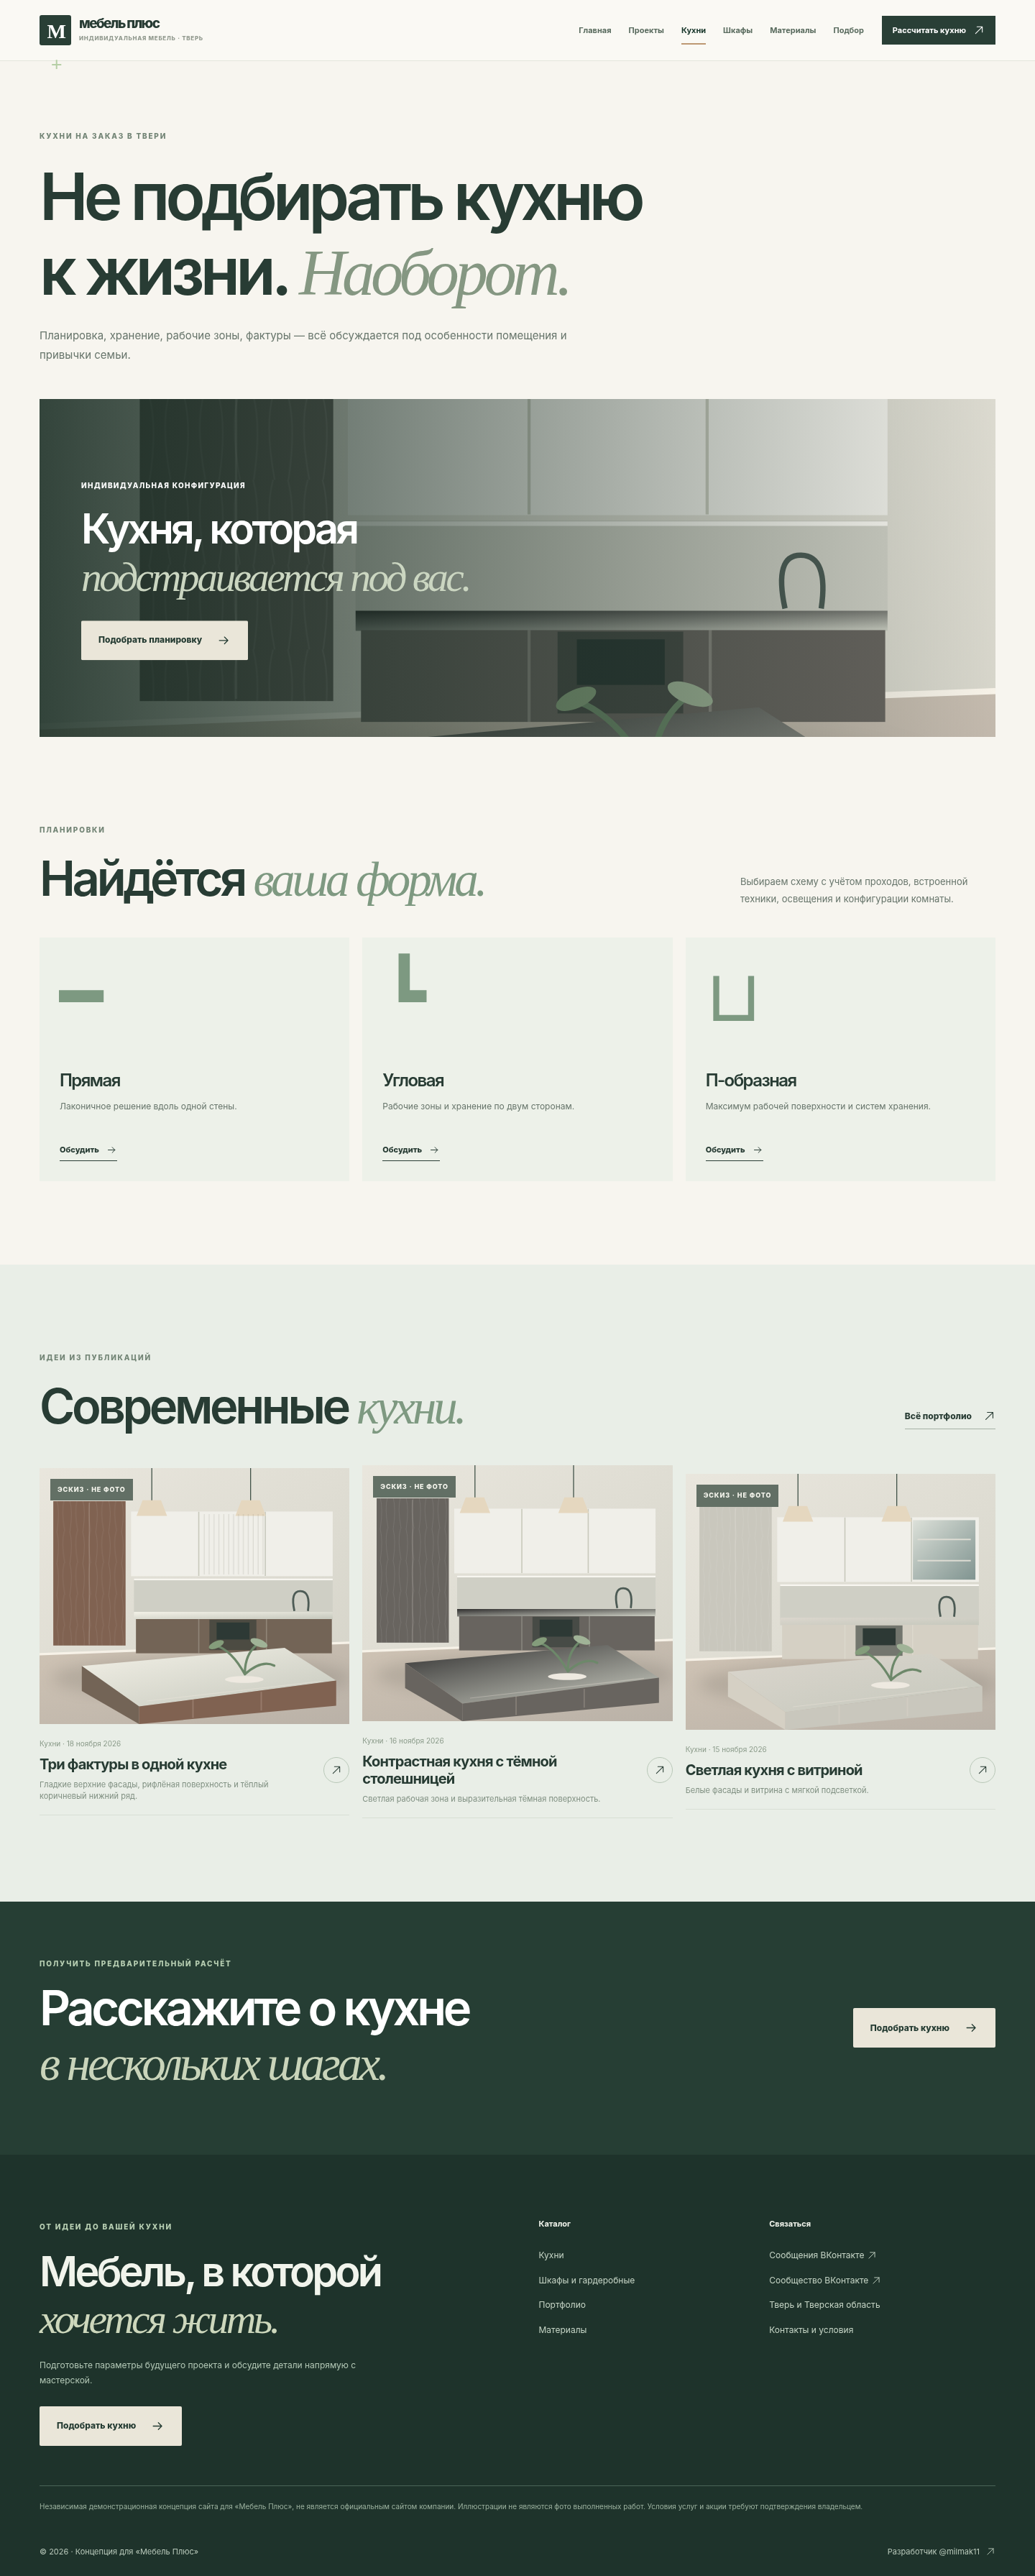 M
мебель плюс
ИНДИВИДУАЛЬНАЯ МЕБЕЛЬ · ТВЕРЬ
Главная
Проекты
Кухни
Шкафы
Материалы
Подбор
Рассчитать кухню
КУХНИ НА ЗАКАЗ В ТВЕРИ
Не подбирать кухню
к жизни. Наоборот.
Планировка, хранение, рабочие зоны, фактуры — всё обсуждается под особенности помещения и
привычки семьи.
ИНДИВИДУАЛЬНАЯ КОНФИГУРАЦИЯ
Кухня, которая
подстраивается под вас.
Подобрать планировку
ПЛАНИРОВКИ
Найдётся ваша форма.
Выбираем схему с учётом проходов, встроенной
техники, освещения и конфигурации комнаты.
Прямая
Лаконичное решение вдоль одной стены.
Обсудить
Угловая
Рабочие зоны и хранение по двум сторонам.
Обсудить
П-образная
Максимум рабочей поверхности и систем хранения.
Обсудить
ИДЕИ ИЗ ПУБЛИКАЦИЙ
Современные кухни.
Всё портфолио
ЭСКИЗ · НЕ ФОТО
Кухни · 18 ноября 2026
Три фактуры в одной кухне
Гладкие верхние фасады, рифлёная поверхность и тёплый
коричневый нижний ряд.
ЭСКИЗ · НЕ ФОТО
Кухни · 16 ноября 2026
Контрастная кухня с тёмной
столешницей
Светлая рабочая зона и выразительная тёмная поверхность.
ЭСКИЗ · НЕ ФОТО
Кухни · 15 ноября 2026
Светлая кухня с витриной
Белые фасады и витрина с мягкой подсветкой.
ПОЛУЧИТЬ ПРЕДВАРИТЕЛЬНЫЙ РАСЧЁТ
Расскажите о кухне
в нескольких шагах.
Подобрать кухню
ОТ ИДЕИ ДО ВАШЕЙ КУХНИ
Мебель, в которой
хочется жить.
Подготовьте параметры будущего проекта и обсудите детали напрямую с
мастерской.
Подобрать кухню
Каталог
Кухни
Шкафы и гардеробные
Портфолио
Материалы
Связаться
Сообщения ВКонтакте
Сообщество ВКонтакте
Тверь и Тверская область
Контакты и условия
Независимая демонстрационная концепция сайта для «Мебель Плюс», не является официальным сайтом компании. Иллюстрации не являются фото выполненных работ. Условия услуг и акции требуют подтверждения владельцем.
© 2026 · Концепция для «Мебель Плюс»
Разработчик @miimak11